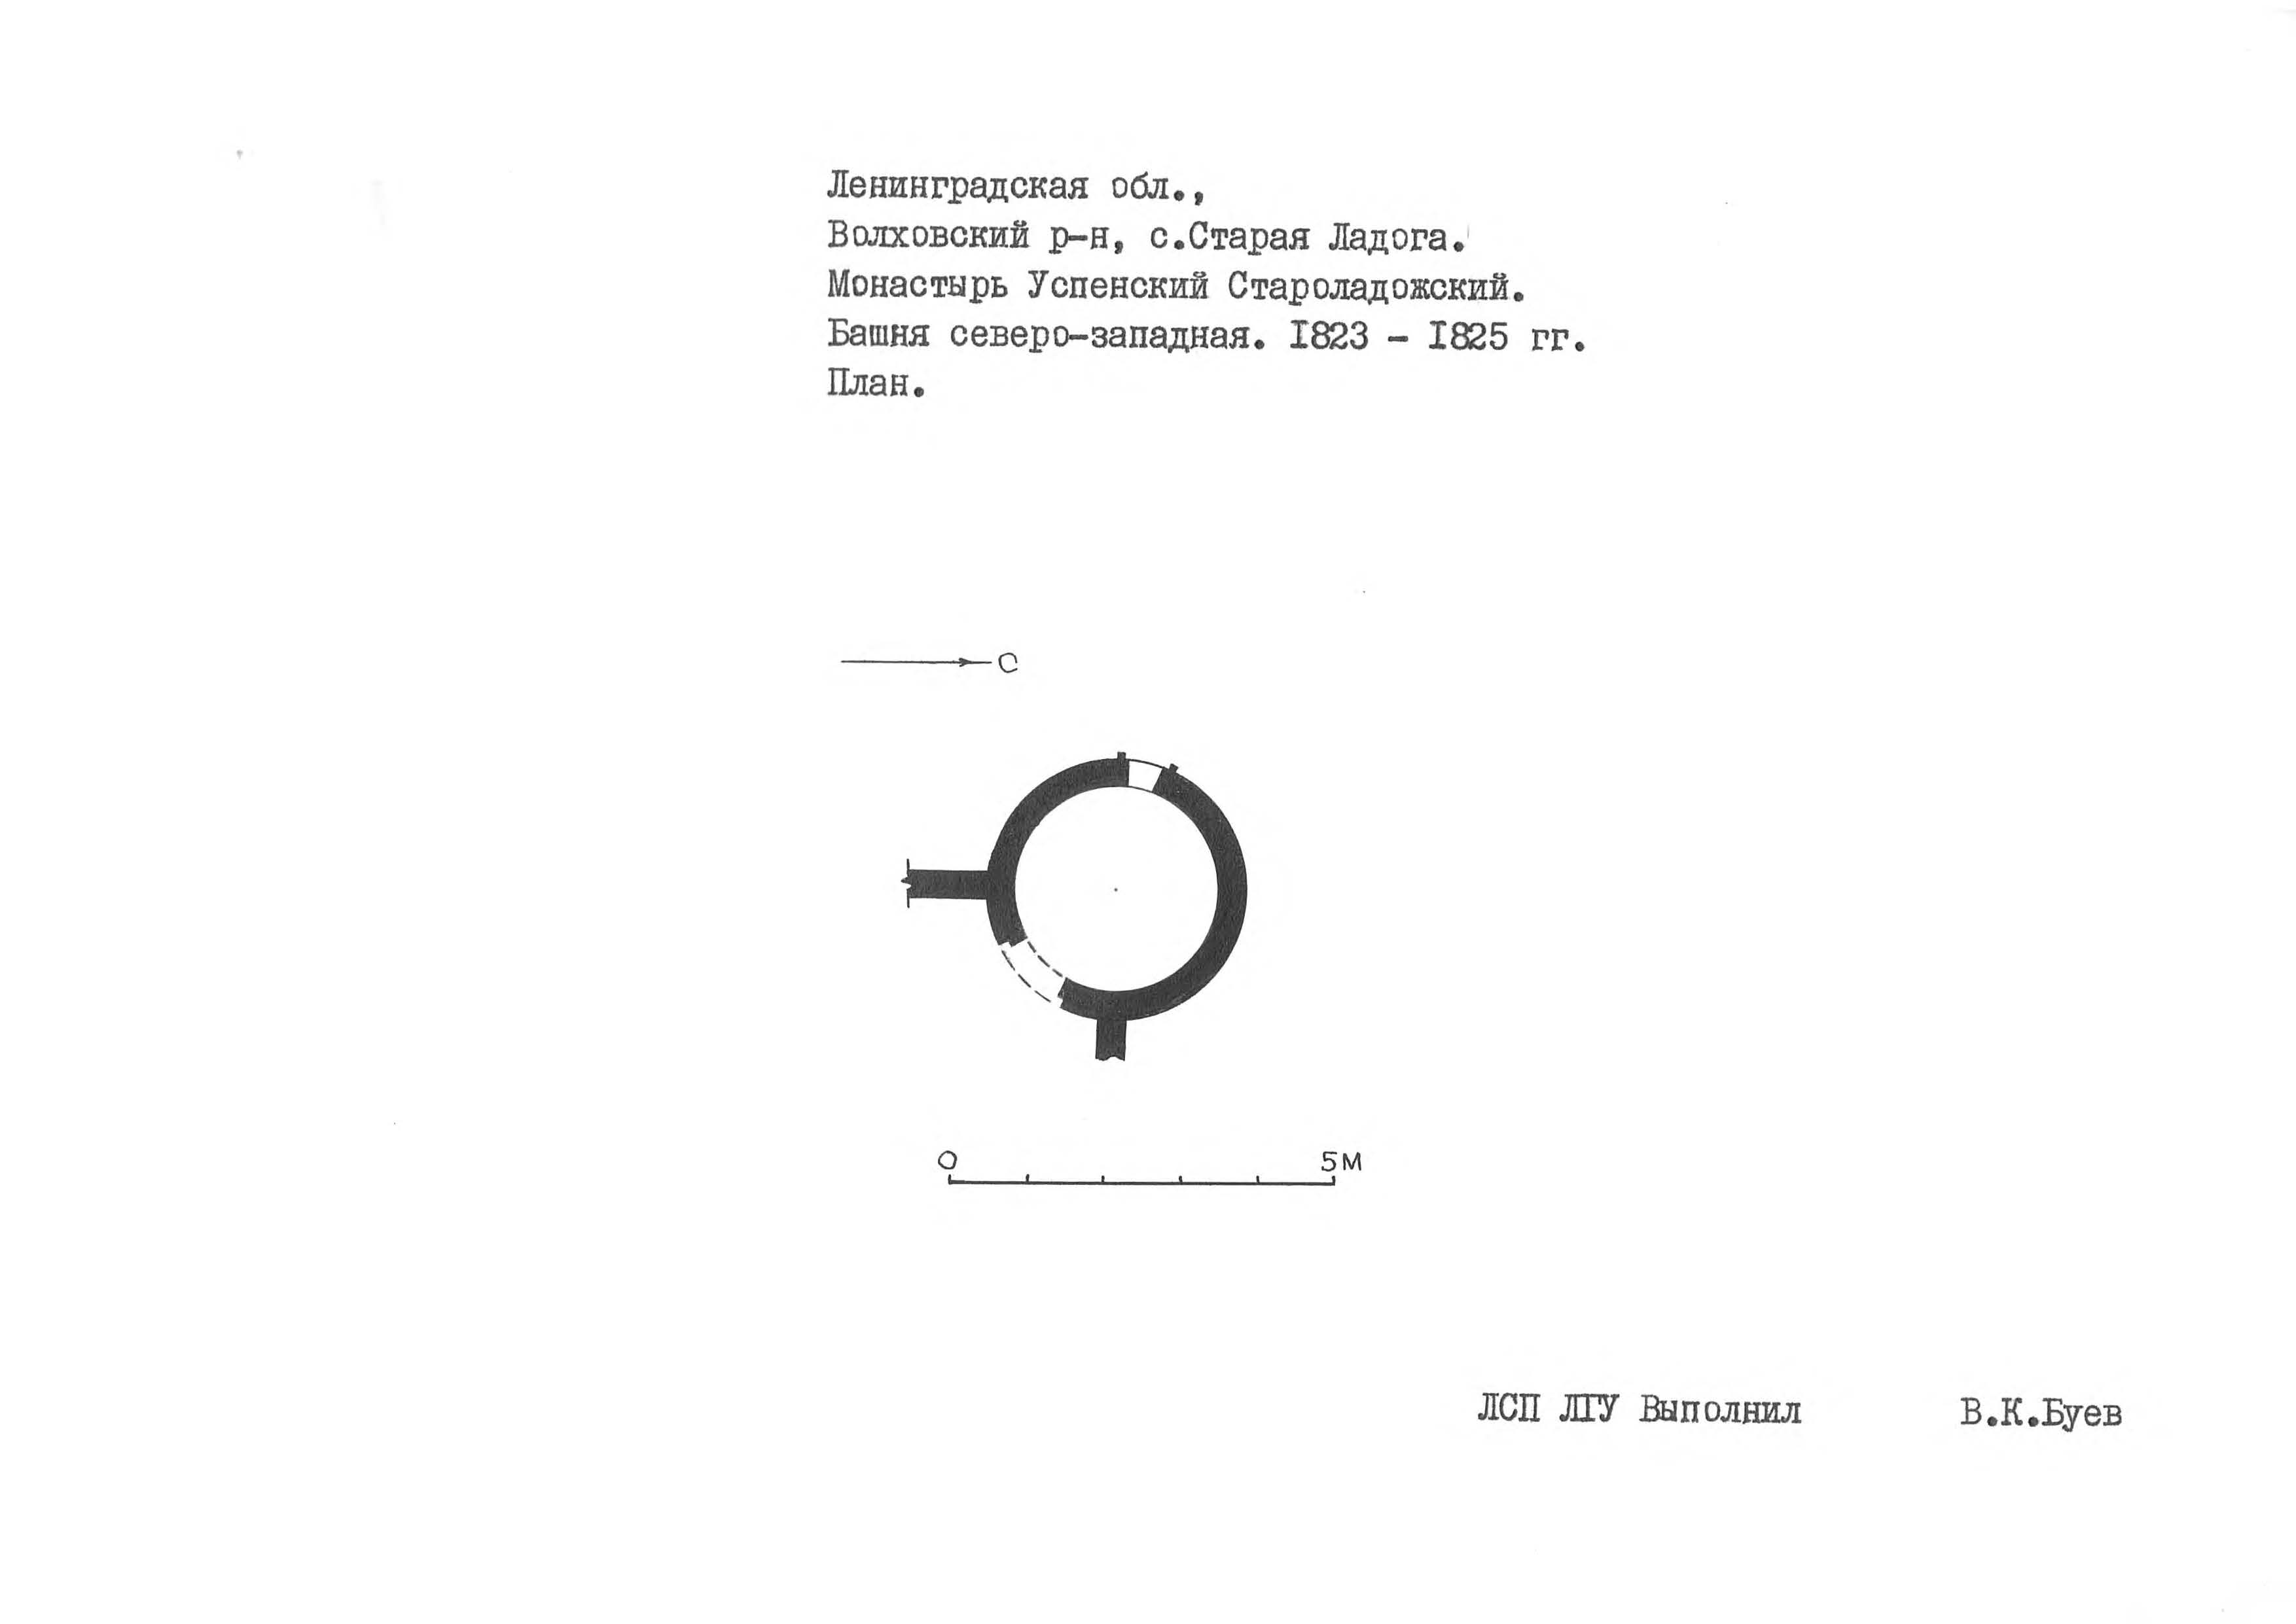 Ленинградская обл.,
Волховский р-н, с.Старая Ладога.
Монастырь Успенский Староладожский.
Башня северо-западная. I823 - I825 гг.
План.
С
0 5М
ЛСП ЛГУ Выполнил В.К.Буев